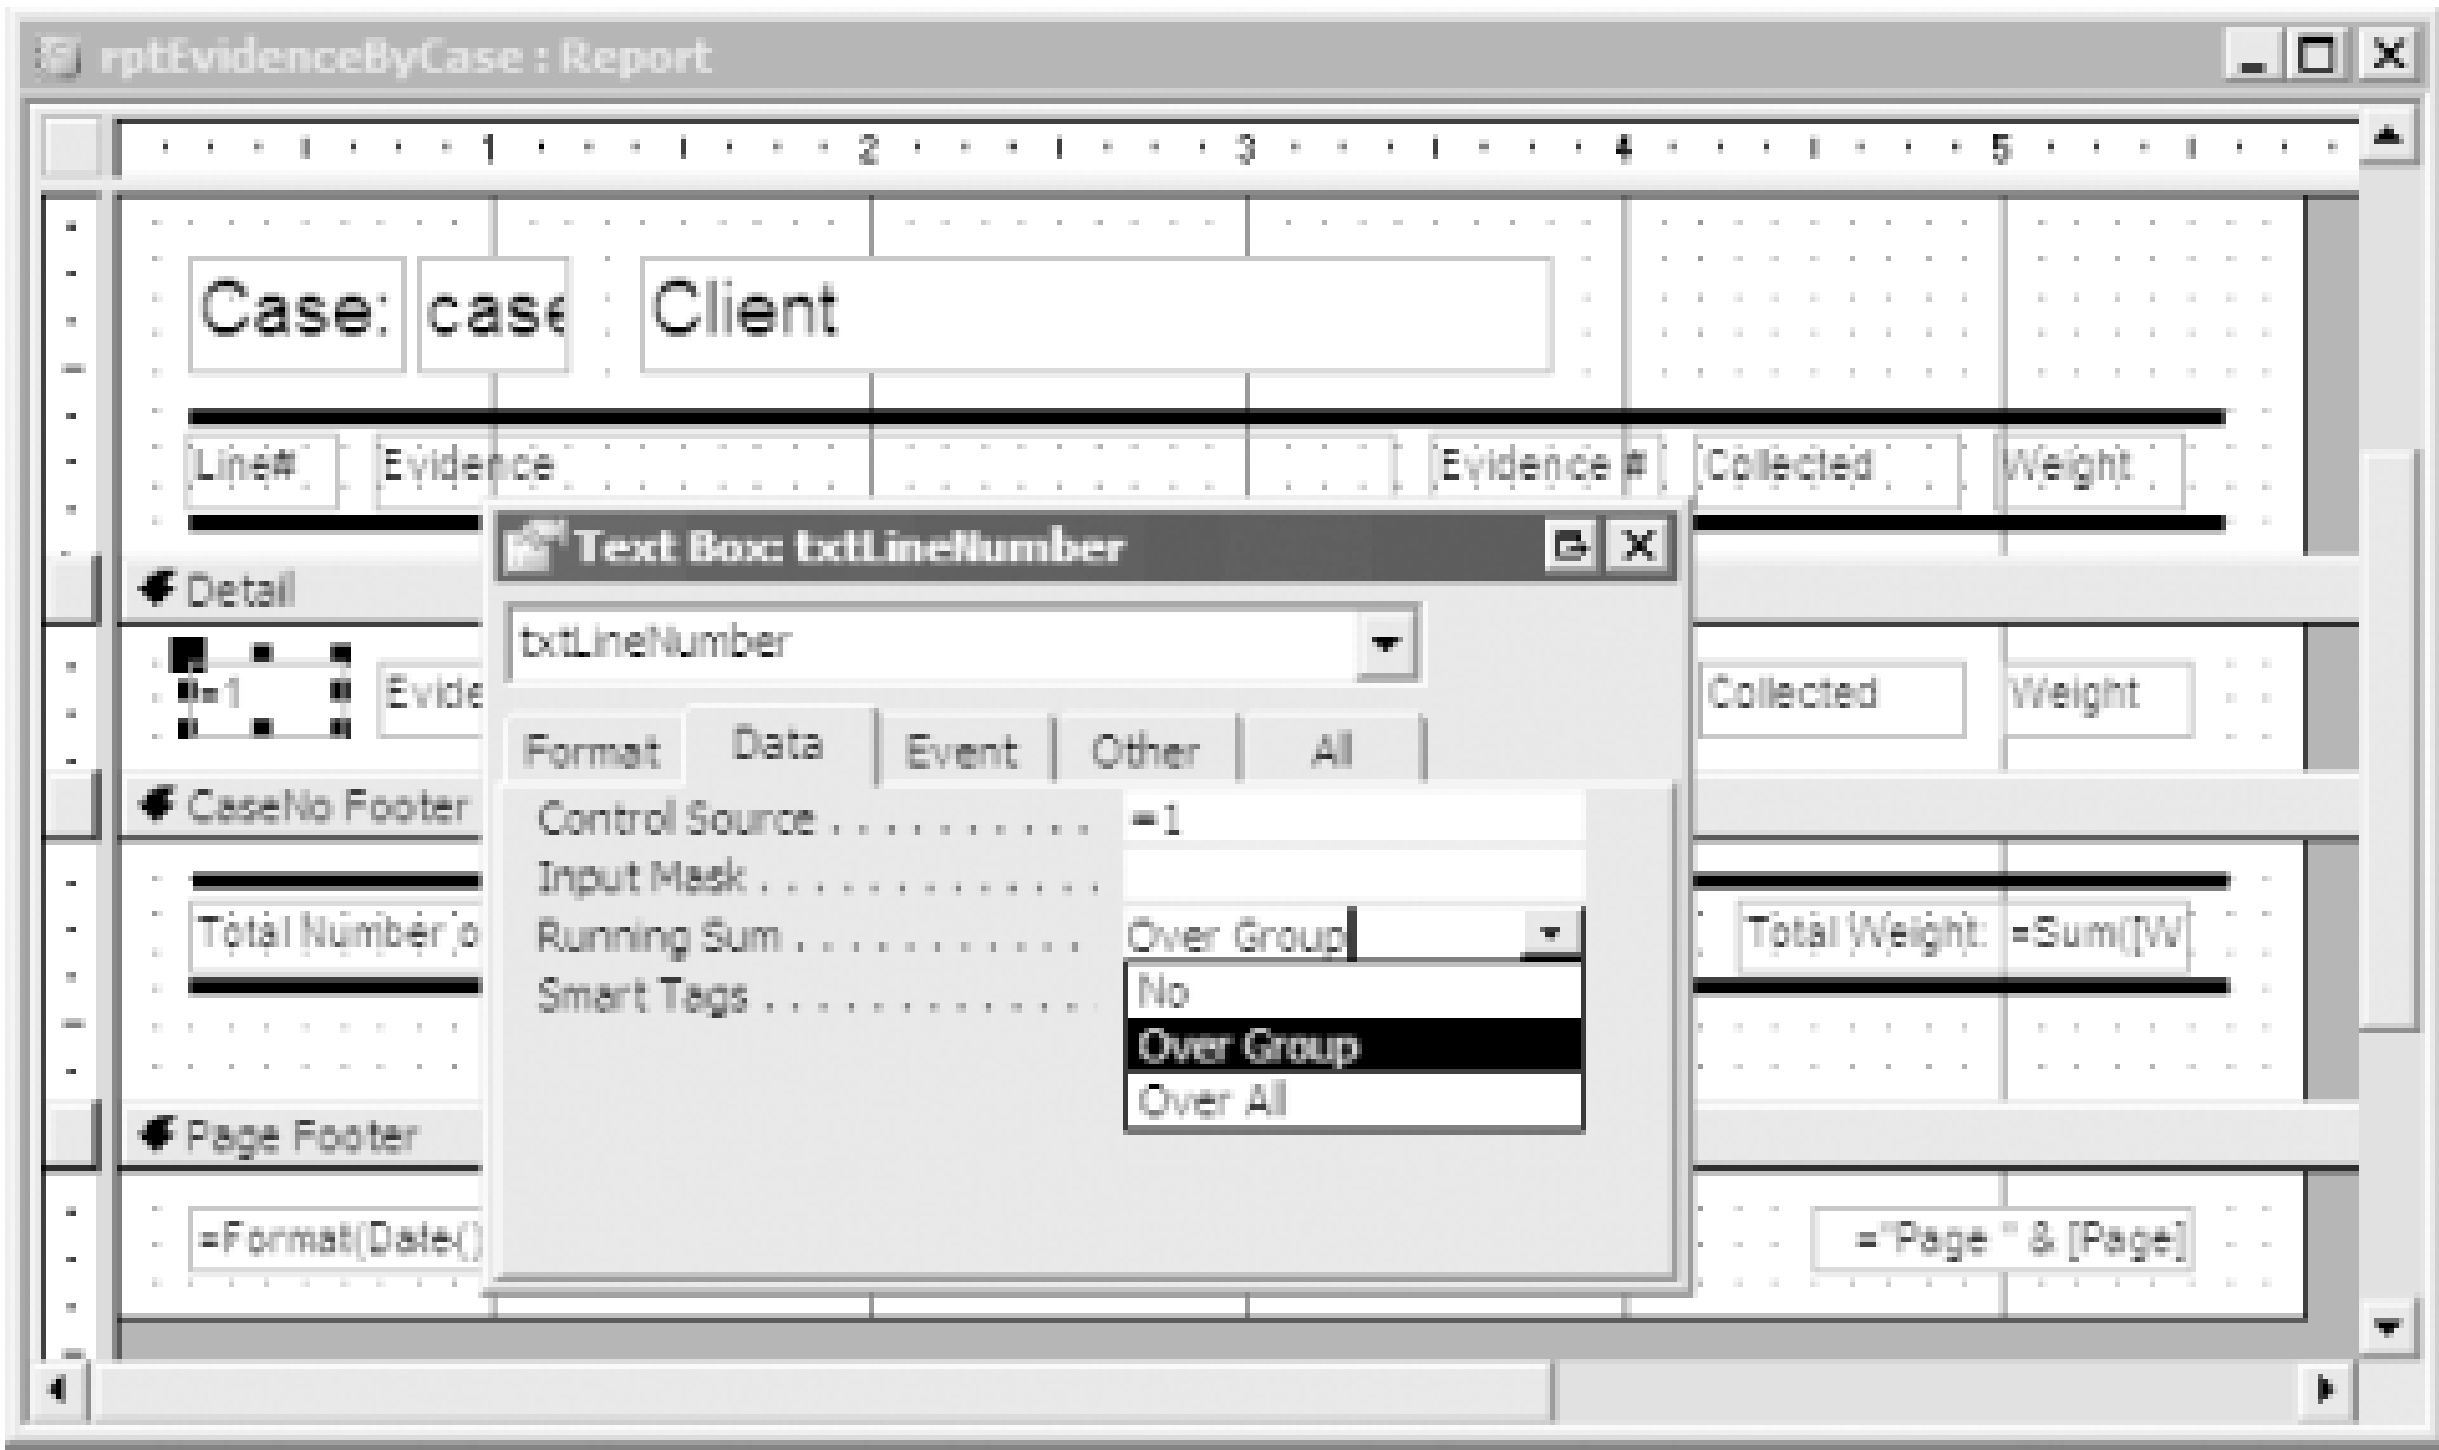 rptEvidenceByCase : Report
1 2 3 4 5
Case: case Client
Line# Evidence Evidence # Collected Weight
Text Box: txtLineNumber
Detail
txtLineNumber
=1 Evide Collected Weight
Format Data Event Other All
CaseNo Footer
Control Source . . . . . . . . . . =1
Input Mask . . . . . . . . . . . . .
Total Number o Total Weight: =Sum([W
Running Sum . . . . . . . . . . . Over Group
Smart Tags . . . . . . . . . . . . No
Over Group
Over All
Page Footer
=Format(Date() ="Page " & [Page]